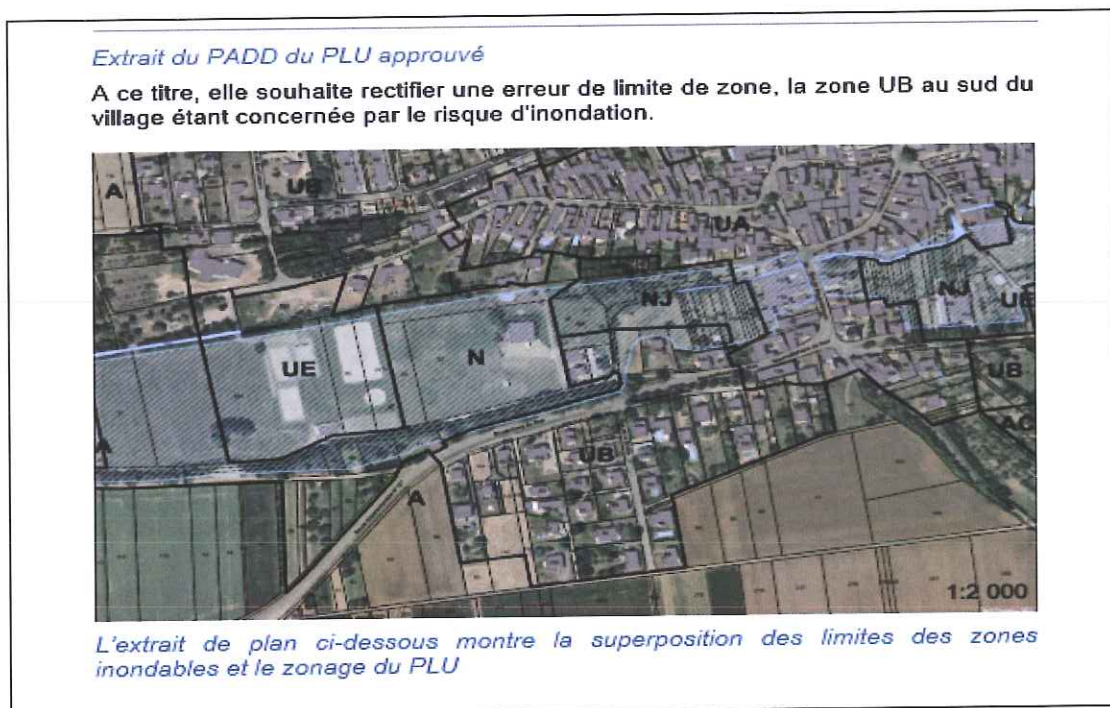 Extrait du PADD du PLU approuvé
A ce titre, elle souhaite rectifier une erreur de limite de zone, la zone UB au sud du
village étant concernée par le risque d'inondation.
A
UB
UA
NJ
NJ
UE
UE
N
UB
UB
A
A
1:2 000
L'extrait de plan ci-dessous montre la superposition des limites des zones
inondables et le zonage du PLU